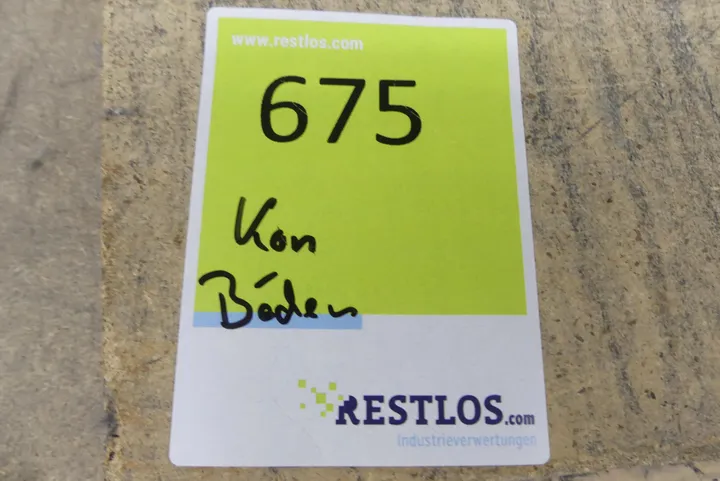 www.restlos.com
675
Kon
Böden
RESTLOS.com
Industrieverwertungen